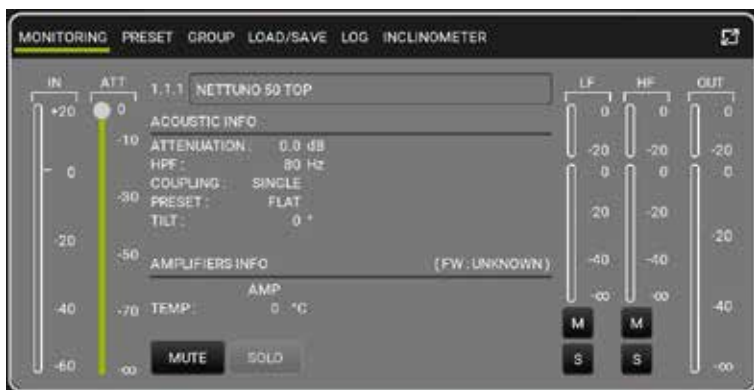 MONITORING PRESET GROUP LOAD/SAVE LOG INCLINOMETER
IN ATT 1.1.1 NETTUNO 50 TOP LF HF OUT
+20 0 0 0 0
ACOUSTIC INFO
-10 ATTENUATION: 0.0 dB -20 -20 -20
HPF: 80 Hz
0 0 0 0
COUPLING: SINGLE
-30 PRESET: FLAT 20 -20
TILT: 0 °
-20 -20
-50 AMPLIFIERS INFO (FW: UNKNOWN) -40 -40
AMP
-40 -70 TEMP: 0 °C -∞ -∞ -40
M M
-60 -∞ MUTE SOLO S S -∞